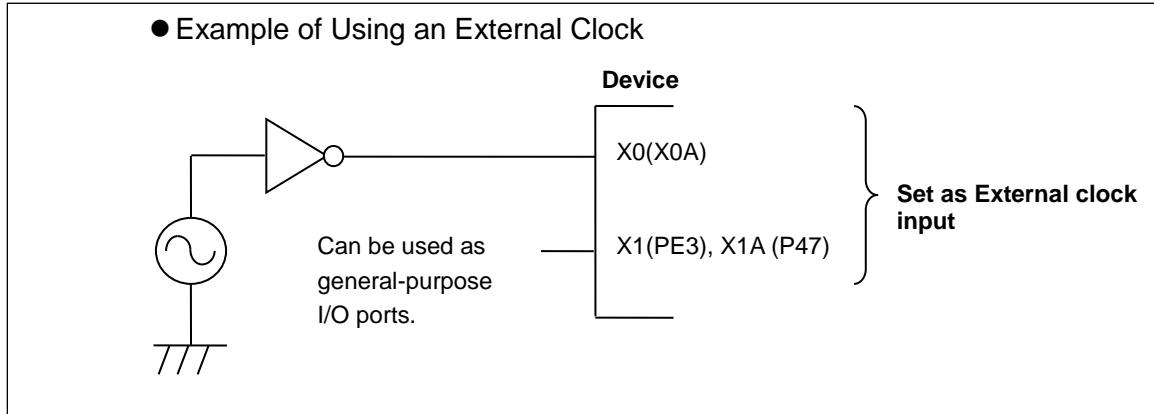 ● Example of Using an External Clock
Device
X0(X0A)
Set as External clock
input
Can be used as
general-purpose
I/O ports.
X1(PE3), X1A (P47)